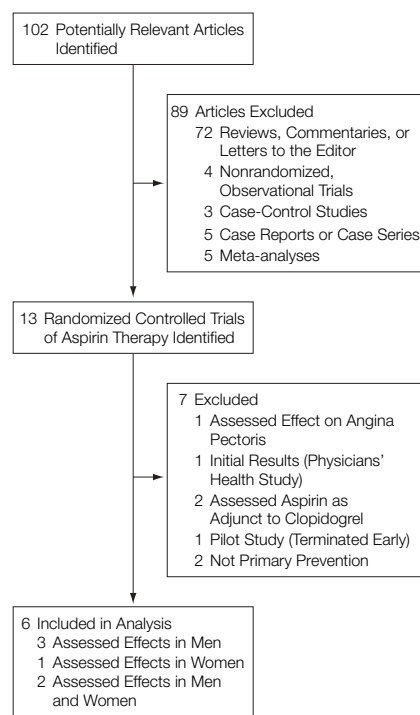 102 Potentially Relevant Articles
Identified
89 Articles Excluded
72 Reviews, Commentaries, or
Letters to the Editor
4 Nonrandomized,
Observational Trials
3 Case-Control Studies
5 Case Reports or Case Series
5 Meta-analyses
13 Randomized Controlled Trials
of Aspirin Therapy Identified
7 Excluded
1 Assessed Effect on Angina
Pectoris
1 Initial Results (Physicians'
Health Study)
2 Assessed Aspirin as
Adjunct to Clopidogrel
1 Pilot Study (Terminated Early)
2 Not Primary Prevention
6 Included in Analysis
3 Assessed Effects in Men
1 Assessed Effects in Women
2 Assessed Effects in Men
and Women